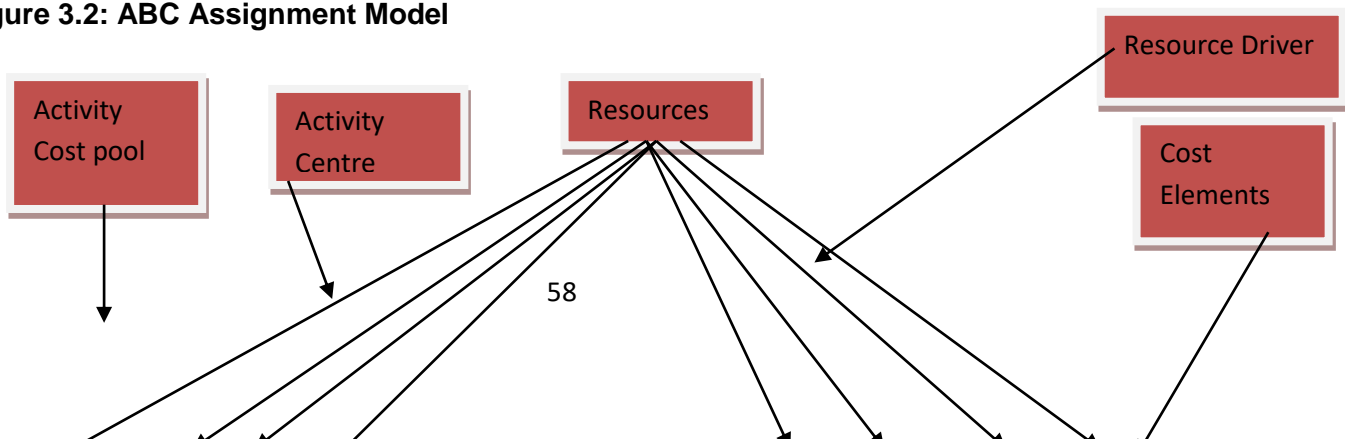 gure 3.2: ABC Assignment Model
Resource Driver
Activity
Cost pool
Activity
Centre
Resources
Cost
Elements
58